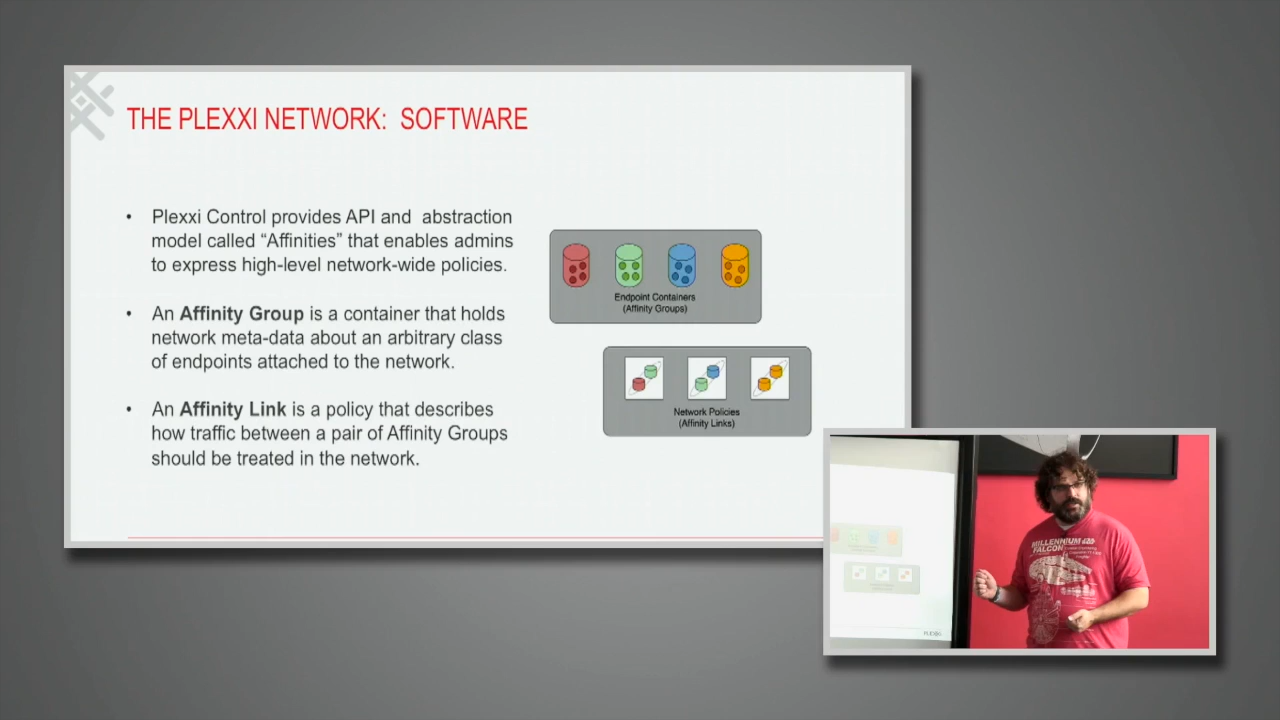 THE PLEXXI NETWORK: SOFTWARE
• Plexxi Control provides API and abstraction
model called “Affinities” that enables admins
to express high-level network-wide policies.
• An Affinity Group is a container that holds
network meta-data about an arbitrary class
of endpoints attached to the network.
• An Affinity Link is a policy that describes
how traffic between a pair of Affinity Groups
should be treated in the network.
Endpoint Containers
(Affinity Groups)
Network Policies
(Affinity Links)
MILLENNIUM
FALCON
PLEXXI